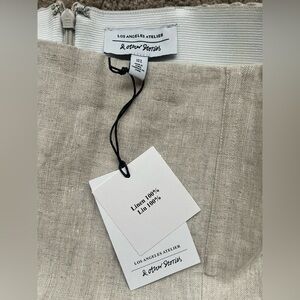 LOS ANGELES ATELIER
& other Stories
Linen 100%
Lin 100%
LOS ANGELES ATELIER
& other Stories